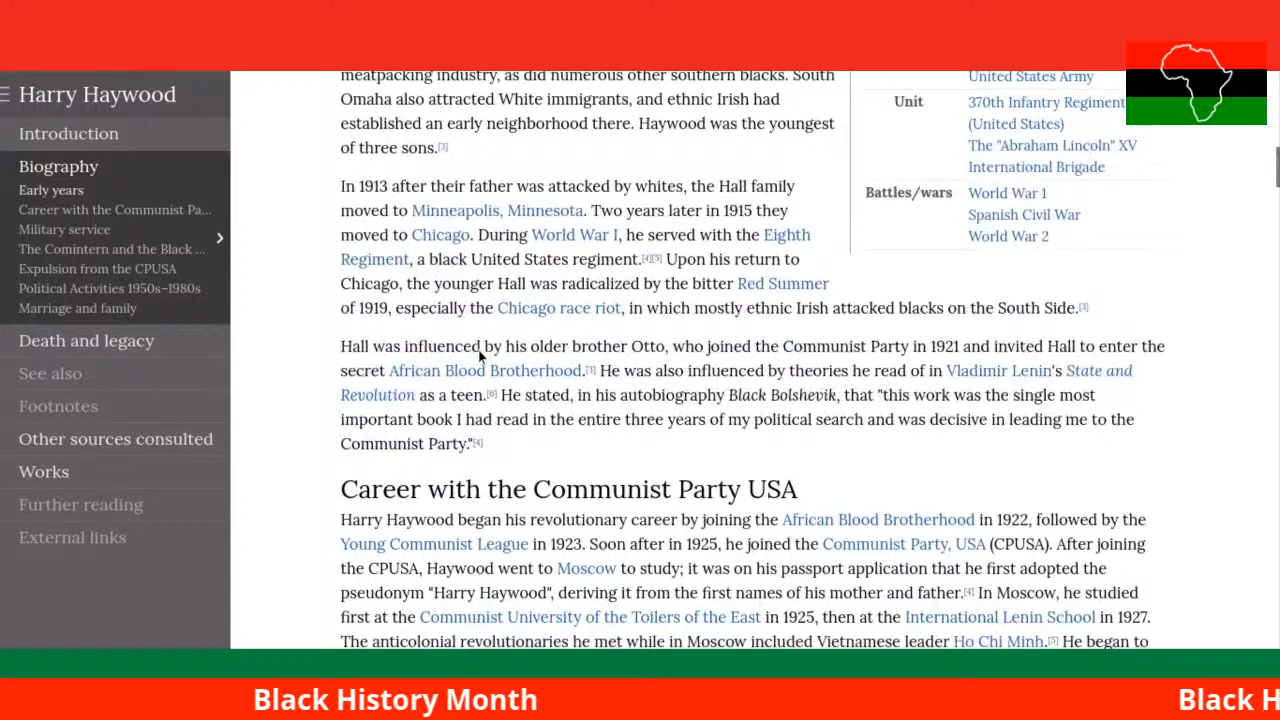 Harry Haywood
Introduction
Biography
Early years
Career with the Communist Pa...
Military service
The Comintern and the Black ...
Expulsion from the CPUSA
Political Activities 1950s–1980s
Marriage and family
Death and legacy
See also
Footnotes
Other sources consulted
Works
Further reading
External links
meatpacking industry, as did numerous other southern blacks. South
Omaha also attracted White immigrants, and ethnic Irish had
established an early neighborhood there. Haywood was the youngest
of three sons.[3]
In 1913 after their father was attacked by whites, the Hall family
moved to Minneapolis, Minnesota. Two years later in 1915 they
moved to Chicago. During World War I, he served with the Eighth
Regiment, a black United States regiment.[4][5] Upon his return to
Chicago, the younger Hall was radicalized by the bitter Red Summer
of 1919, especially the Chicago race riot, in which mostly ethnic Irish attacked blacks on the South Side.[3]
United States Army
Unit
370th Infantry Regiment
(United States)
The "Abraham Lincoln" XV
International Brigade
Battles/wars
World War 1
Spanish Civil War
World War 2
Hall was influenced by his older brother Otto, who joined the Communist Party in 1921 and invited Hall to enter the
secret African Blood Brotherhood.[3] He was also influenced by theories he read of in Vladimir Lenin's State and
Revolution as a teen.[6] He stated, in his autobiography Black Bolshevik, that "this work was the single most
important book I had read in the entire three years of my political search and was decisive in leading me to the
Communist Party."[4]
Career with the Communist Party USA
Harry Haywood began his revolutionary career by joining the African Blood Brotherhood in 1922, followed by the
Young Communist League in 1923. Soon after in 1925, he joined the Communist Party, USA (CPUSA). After joining
the CPUSA, Haywood went to Moscow to study; it was on his passport application that he first adopted the
pseudonym "Harry Haywood", deriving it from the first names of his mother and father.[4] In Moscow, he studied
first at the Communist University of the Toilers of the East in 1925, then at the International Lenin School in 1927.
The anticolonial revolutionaries he met while in Moscow included Vietnamese leader Ho Chi Minh.[5] He began to
Black History Month
Black H